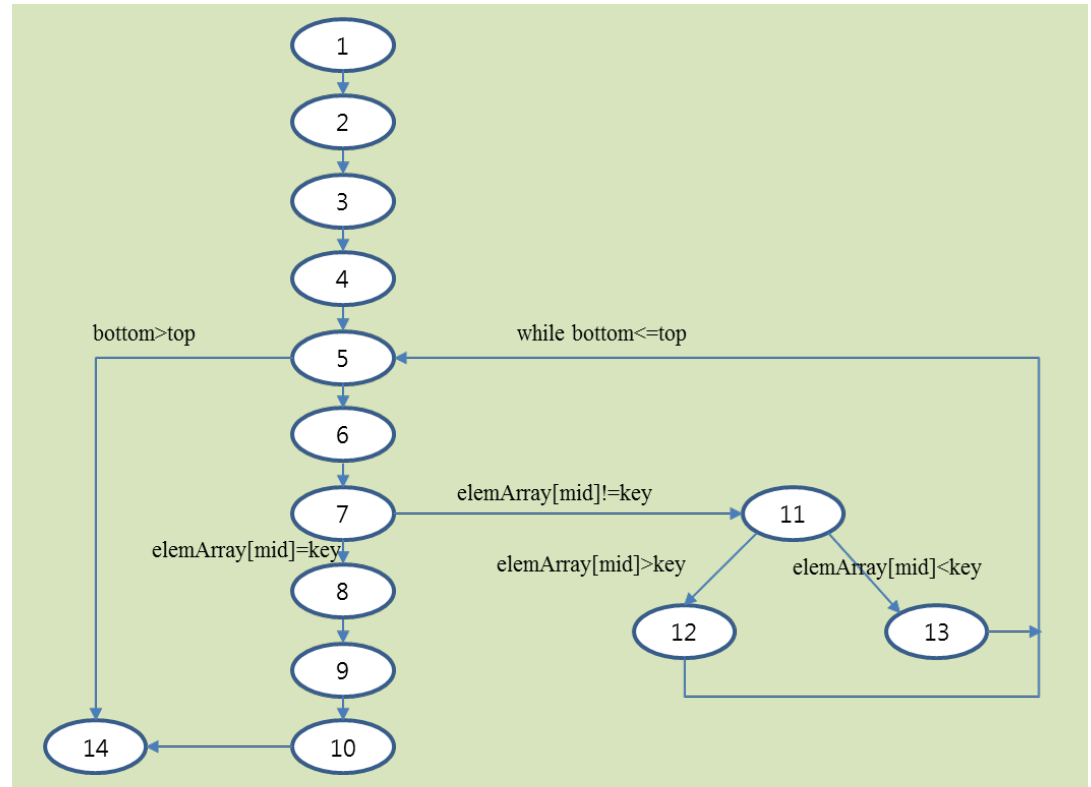 1
2
3
4
bottom>top
while bottom<=top
5
6
elemArray[mid]!=key
7
11
elemArray[mid]=key
elemArray[mid]>key
elemArray[mid]<key
8
12
13
9
14
10